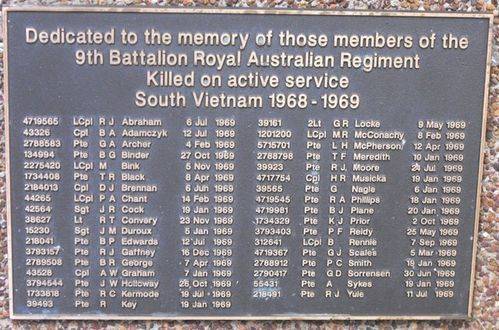 Dedicated to the memory of those members of the
9th Battalion Royal Australian Regiment
Killed on active service
South Vietnam 1968 - 1969
4719565 LCpl R J Abraham 6 Jul 1969
43326 Cpl B A Adamczyk 12 Jul 1969
2788583 Pte G A Archer 4 Feb 1969
134994 Pte B G Binder 27 Oct 1969
2275420 LCpl M Bink 5 Nov 1969
1734408 Pte T R Black 8 Apr 1969
2184013 Cpl D J Brennan 6 Jun 1969
44265 LCpl P A Chant 14 Feb 1969
42564 Sgt J R Cock 19 Jan 1969
38627 Lt R T Convery 23 Nov 1969
15230 Sgt J M Duroux 5 Jan 1969
218041 Pte B P Edwards 12 Jul 1969
3793157 Pte R J Gaffney 16 Dec 1969
2789508 Pte B R George 7 Apr 1969
43528 Cpl A W Graham 7 Jan 1969
3794544 Pte J W Holloway 28 Oct 1969
1733818 Pte R C Kermode 19 Jul 1969
39493 Pte R Key 19 Jan 1969
39161 2Lt G R Locke 9 May 1969
1201200 LCpl M R McConachy 8 Feb 1969
5715701 Pte L H McPherson 12 Apr 1969
2788798 Pte T F Meredith 10 Jan 1969
39923 Pte R J Moore Jul 1969
4717754 Cpl H R Musicka 19 Jan 1969
39565 Pte G Nagle 6 Jan 1969
4719545 Pte R A Phillips 18 Jan 1969
4719981 Pte B J Plane 20 Jan 1969
1734329 Pte K J Prior 2 Oct 1969
3793403 Pte P F Reidy 25 May 1969
312641 LCpl B Rennie 7 Sep 1969
4719367 Pte G J Scales 5 Mar 1969
2788912 Pte P C Smith 19 Jan 1969
2790417 Pte G D Sorrensen 30 Jun 1969
55431 Pte A Sykes 19 Jan 1969
218491 Pte R J Yule 11 Jul 1969